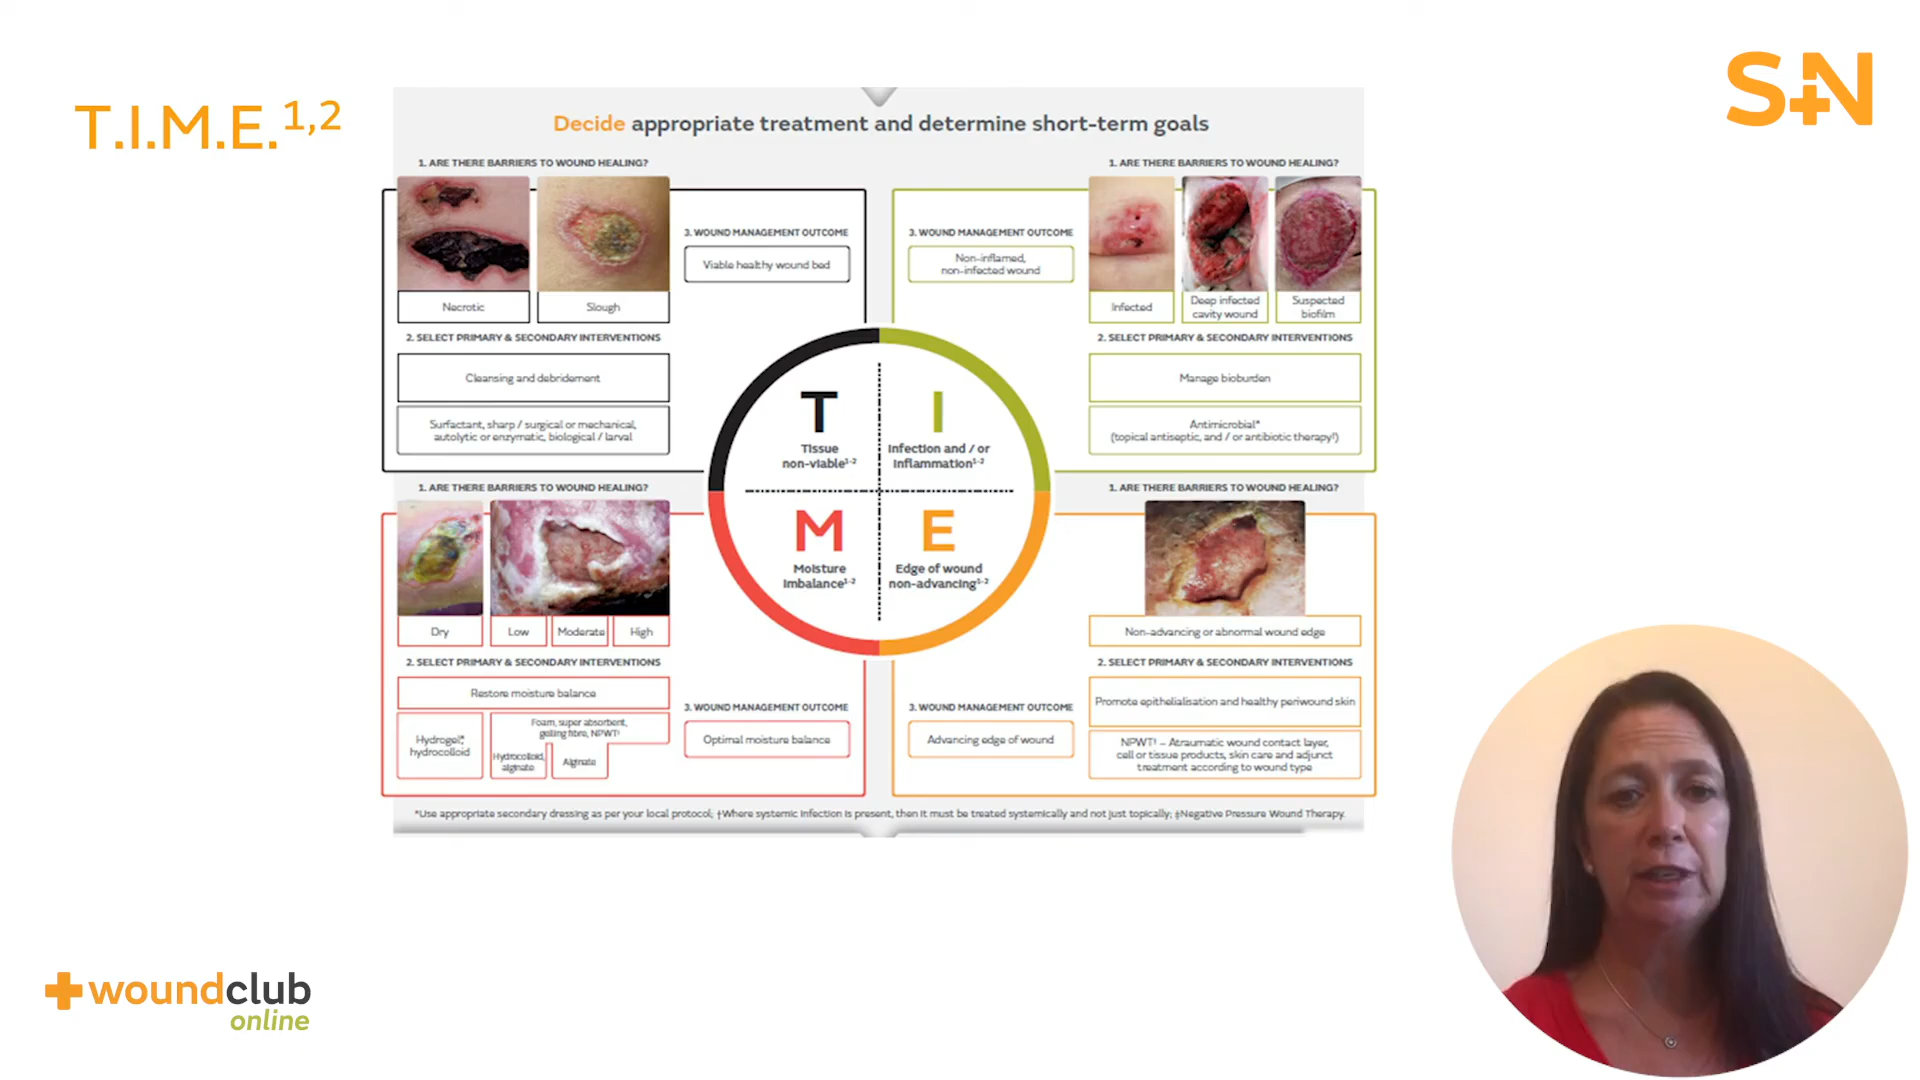 T.I.M.E.1,2
S+N
Decide appropriate treatment and determine short-term goals
1. ARE THERE BARRIERS TO WOUND HEALING?
Necrotic
Slough
2. SELECT PRIMARY & SECONDARY INTERVENTIONS
Cleansing and debridement
Surfactant, sharp / surgical or mechanical,
autolytic or enzymatic, biological / larval
3. WOUND MANAGEMENT OUTCOME
Viable healthy wound bed
1. ARE THERE BARRIERS TO WOUND HEALING?
3. WOUND MANAGEMENT OUTCOME
Non-inflamed,
non-infected wound
Infected
Deep infected
cavity wound
Suspected
biofilm
2. SELECT PRIMARY & SECONDARY INTERVENTIONS
Manage bioburden
Antimicrobial*
(topical antiseptic, and / or antibiotic therapy†)
T
Tissue
non-viable1-2
I
Infection and / or
inflammation1-2
M
Moisture
imbalance1-2
E
Edge of wound
non-advancing1-2
1. ARE THERE BARRIERS TO WOUND HEALING?
Dry
Low
Moderate
High
2. SELECT PRIMARY & SECONDARY INTERVENTIONS
Restore moisture balance
Hydrogel*,
hydrocolloid
Foam, super absorbent,
gelling fibre, NPWT‡
Hydrocolloid,
alginate
Alginate
3. WOUND MANAGEMENT OUTCOME
Optimal moisture balance
1. ARE THERE BARRIERS TO WOUND HEALING?
Non-advancing or abnormal wound edge
2. SELECT PRIMARY & SECONDARY INTERVENTIONS
Promote epithelialisation and healthy periwound skin
NPWT‡ – Atraumatic wound contact layer,
cell or tissue products, skin care and adjunct
treatment according to wound type
3. WOUND MANAGEMENT OUTCOME
Advancing edge of wound
*Use appropriate secondary dressing as per your local protocol; †Where systemic infection is present, then it must be treated systemically and not just topically; ‡Negative Pressure Wound Therapy.
woundclub
online